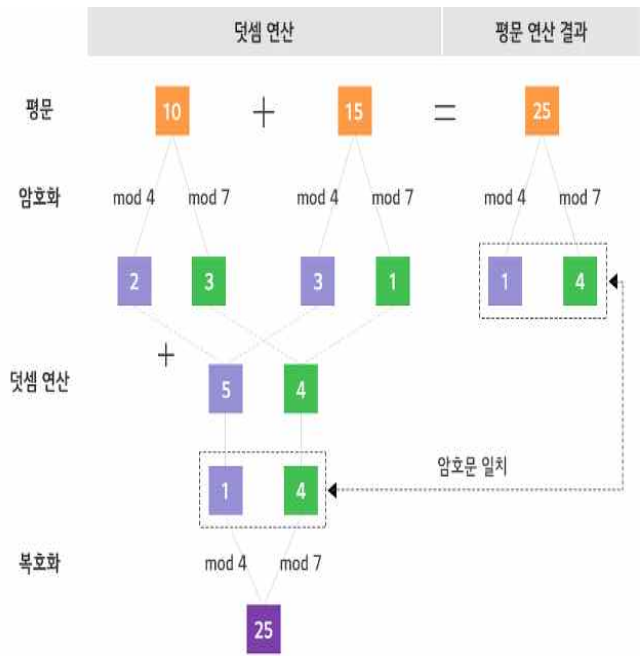 덧셈 연산 평문 연산 결과
평문 10 + 15 = 25
암호화 mod 4 mod 7 mod 4 mod 7 mod 4 mod 7
2 3 3 1 1 4
+
덧셈 연산 5 4
1 4 암호문 일치
복호화 mod 4 mod 7
25